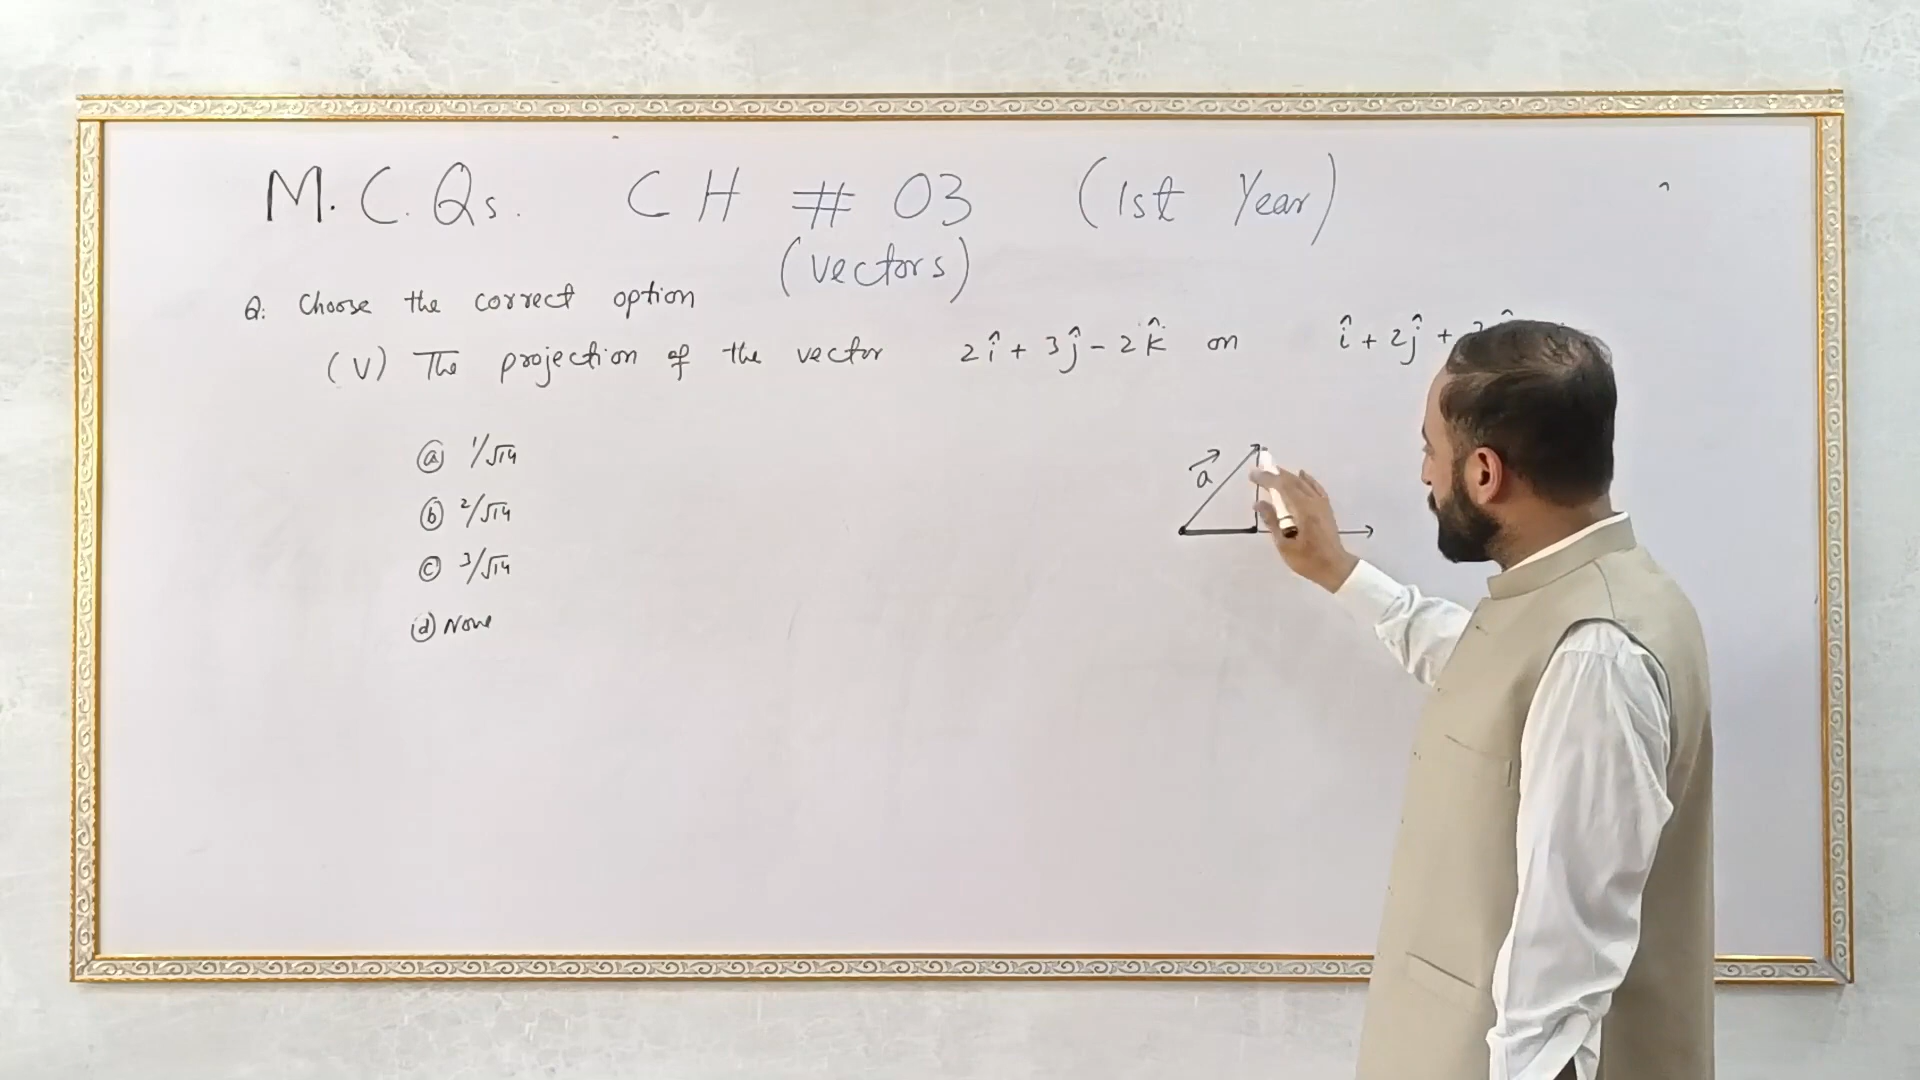 M.C.Qs. CH # 03 (1st Year)
(vectors)
Q: Choose the correct option
(V) The projection of the vector 2î + 3ĵ - 2k̂ on î + 2ĵ +
ⓐ 1/√14
ⓑ 2/√14
ⓒ 3/√14
ⓓ None
a⃗